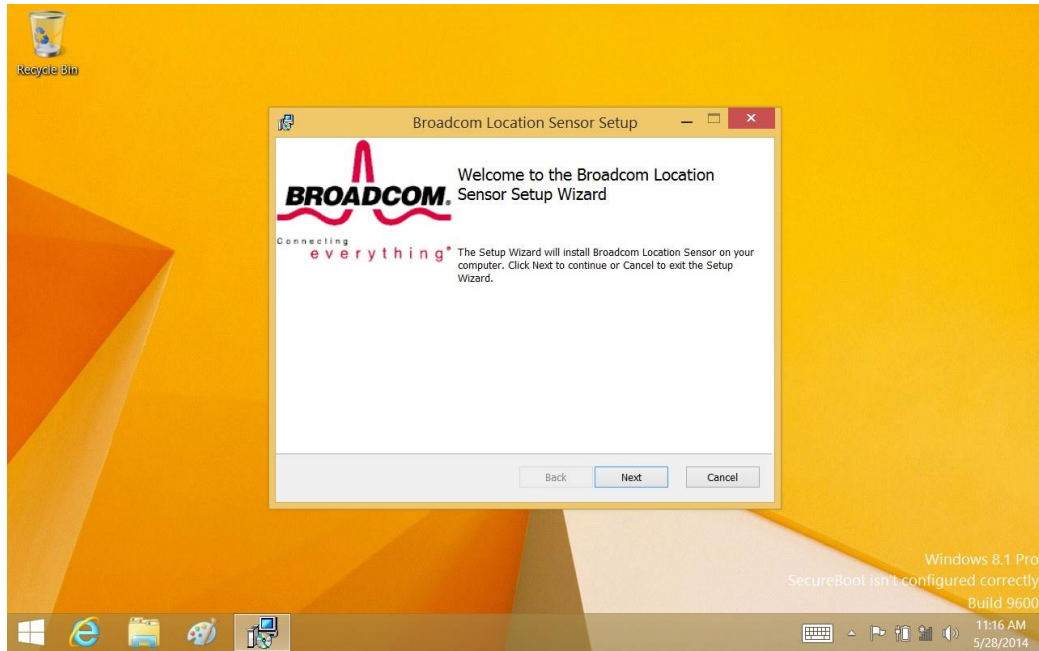 Recycle Bin
Broadcom Location Sensor Setup
BROADCOM.
Connecting
everything®
Welcome to the Broadcom Location
Sensor Setup Wizard
The Setup Wizard will install Broadcom Location Sensor on your
computer. Click Next to continue or Cancel to exit the Setup
Wizard.
Back
Next
Cancel
Windows 8.1 Pro
SecureBoot isn't configured correctly
Build 9600
11:16 AM
5/28/2014